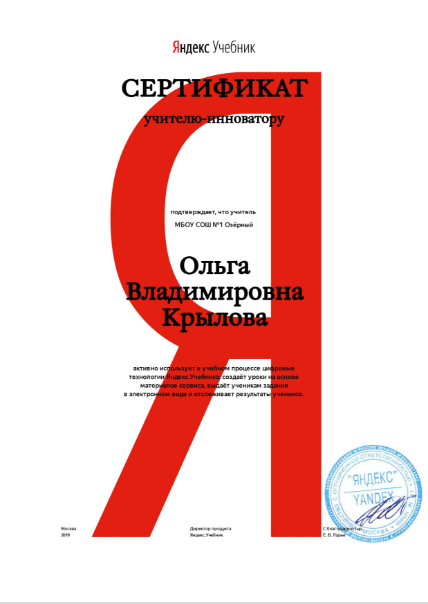 Яндекс Учебник
СЕРТИФИКАТ
учителю-инноватору
подтверждает, что учитель
МБОУ СОШ №1 Озёрный
Ольга
Владимировна
Крылова
активно использует в учебном процессе цифровые
технологии Яндекс.Учебника: создаёт уроки на основе
материалов сервиса, выдаёт ученикам задания
в электронном виде и отслеживает результаты учеников.
Москва
2019
Директор продукта
Яндекс.Учебник
С благодарностью,
Е. В.
"ЯНДЕКС"
YANDEX